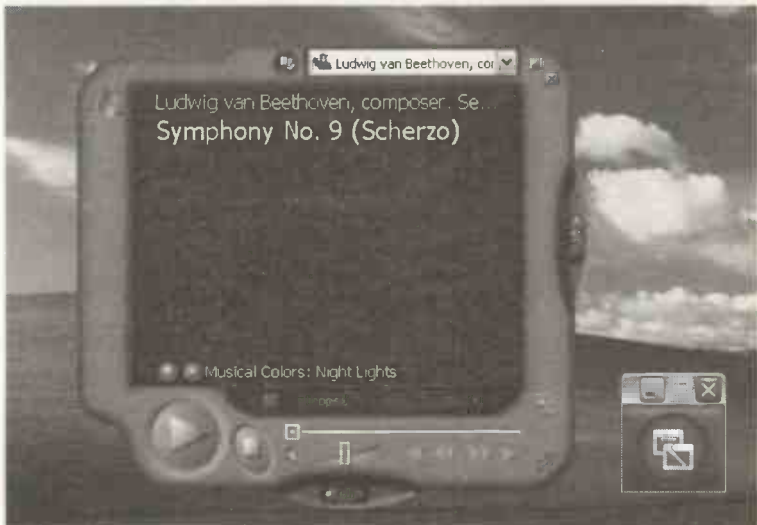 Ludwig van Beethoven, cor
Ludwig van Beethoven, composer. Se...
Symphony No. 9 (Scherzo)
Musical Colors: Night Lights